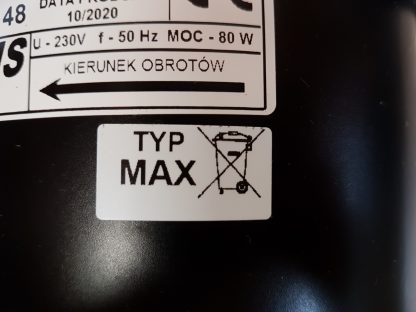 48
10/2020
U - 230V f - 50 Hz MOC - 80 W
KIERUNEK OBROTÓW
TYP
MAX